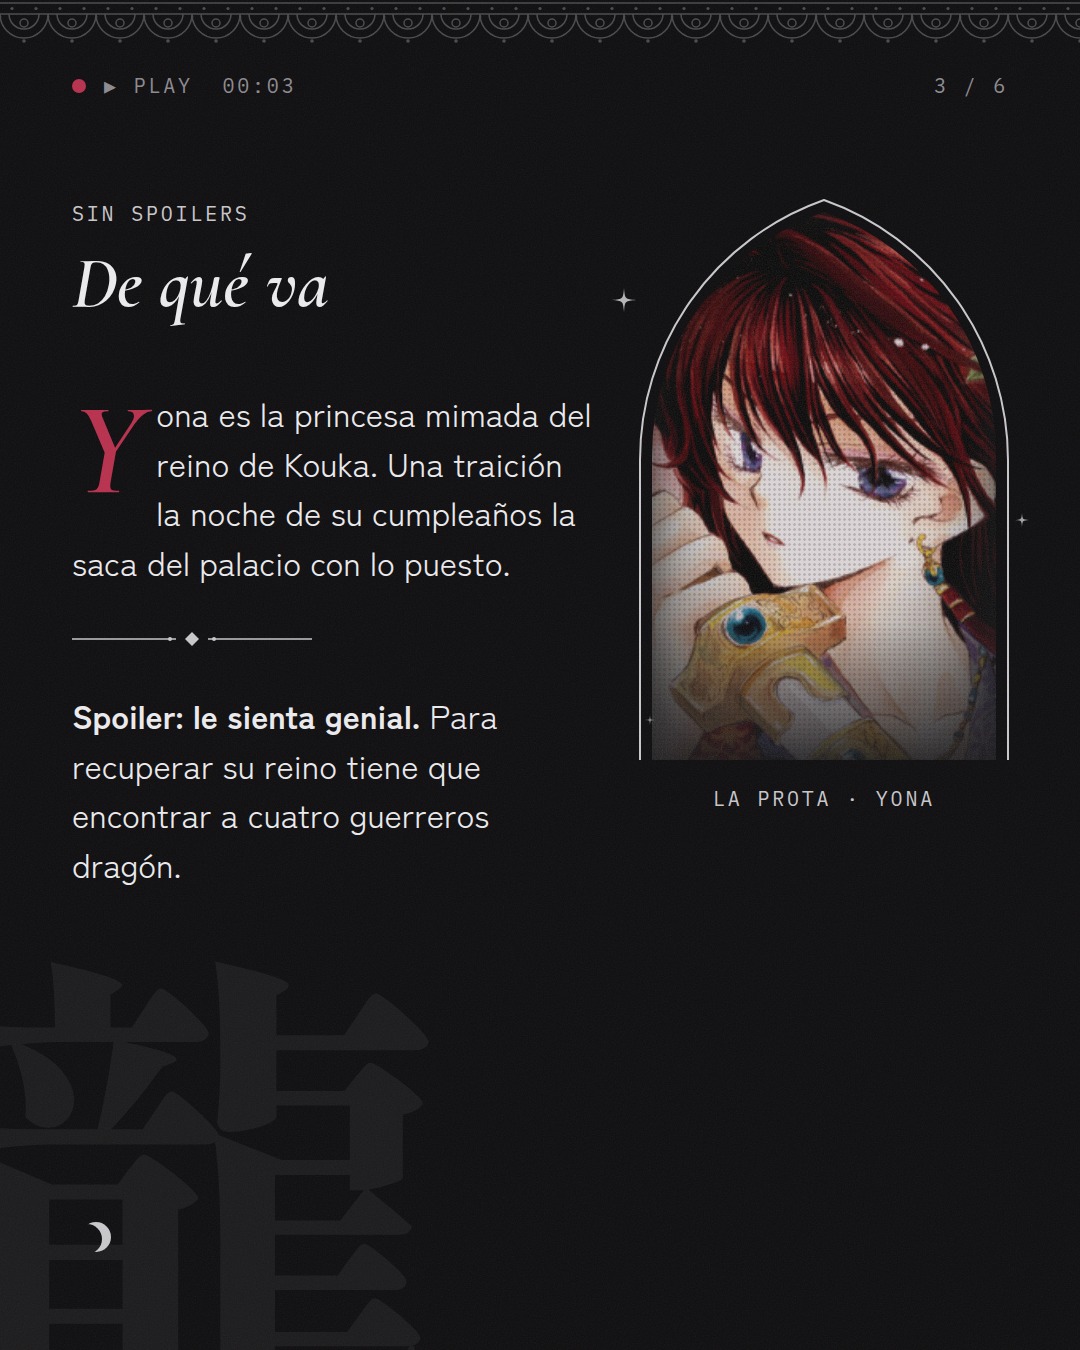 ▶ PLAY 00:03
3 / 6
SIN SPOILERS
De qué va
Yona es la princesa mimada del
reino de Kouka. Una traición
la noche de su cumpleaños la
saca del palacio con lo puesto.
Spoiler: le sienta genial. Para
recuperar su reino tiene que
encontrar a cuatro guerreros
dragón.
LA PROTA · YONA
龍